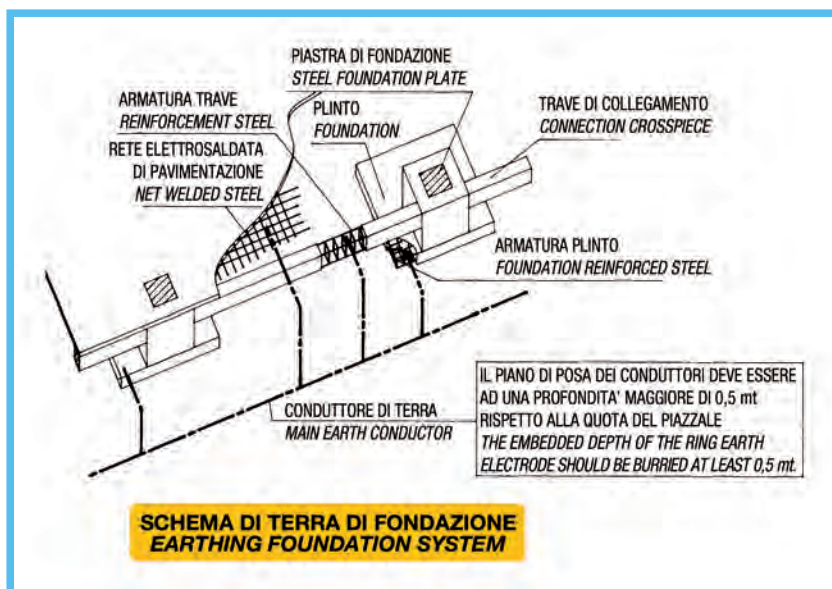 PIASTRA DI FONDAZIONE
STEEL FOUNDATION PLATE
ARMATURA TRAVE
REINFORCEMENT STEEL
PLINTO
FOUNDATION
TRAVE DI COLLEGAMENTO
CONNECTION CROSSPIECE
RETE ELETTROSALDATA
DI PAVIMENTAZIONE
NET WELDED STEEL
ARMATURA PLINTO
FOUNDATION REINFORCED STEEL
CONDUTTORE DI TERRA
MAIN EARTH CONDUCTOR
IL PIANO DI POSA DEI CONDUTTORI DEVE ESSERE
AD UNA PROFONDITA' MAGGIORE DI 0,5 mt
RISPETTO ALLA QUOTA DEL PIAZZALE
THE EMBEDDED DEPTH OF THE RING EARTH
ELECTRODE SHOULD BE BURRIED AT LEAST 0,5 mt.
SCHEMA DI TERRA DI FONDAZIONE
EARTHING FOUNDATION SYSTEM